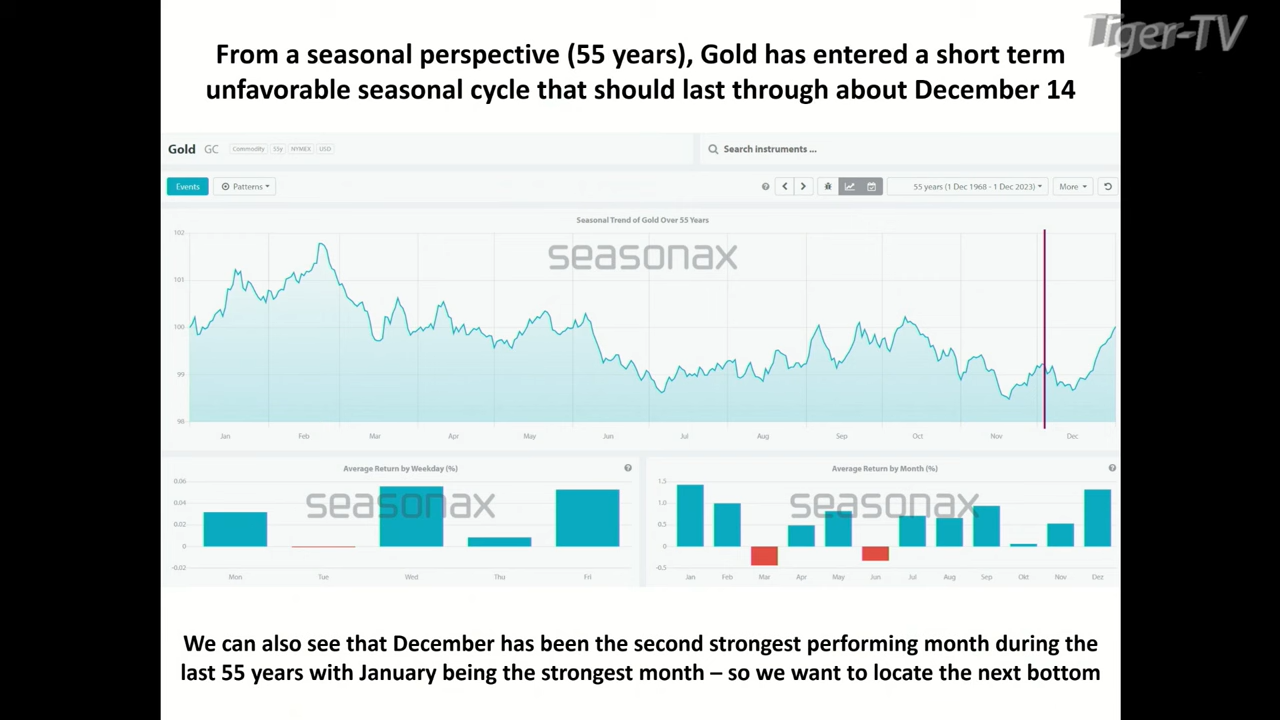 Tiger-TV
From a seasonal perspective (55 years), Gold has entered a short term
unfavorable seasonal cycle that should last through about December 14
Gold GC Commodity 55y NYMEX USD
Search instruments ...
Events Patterns
55 years (1 Dec 1968 - 1 Dec 2023) More
Seasonal Trend of Gold Over 55 Years
seasonax
102
101
100
99
98
Jan Feb Mar Apr May Jun Jul Aug Sep Oct Nov Dec
Average Return by Weekday (%)
seasonax
0.06
0.04
0.02
0
-0.02
Mon Tue Wed Thu Fri
Average Return by Month (%)
seasonax
1.5
1.0
0.5
0
-0.5
Jan Feb Mar Apr May Jun Jul Aug Sep Okt Nov Dez
We can also see that December has been the second strongest performing month during the
last 55 years with January being the strongest month – so we want to locate the next bottom